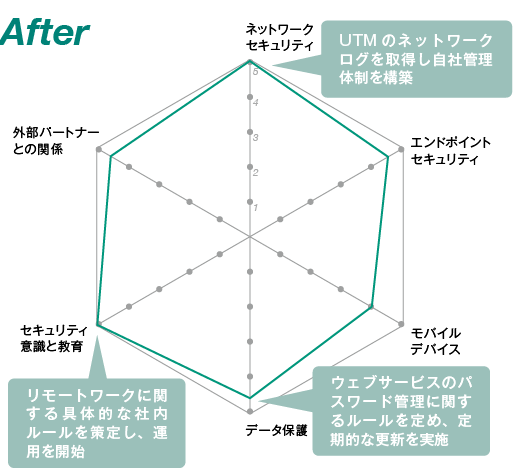 After
ネットワーク
セキュリティ
UTMのネットワーク
ログを取得し自社管理
体制を構築
外部パートナー
との関係
エンドポイント
セキュリティ
5
4
3
2
1
セキュリティ
意識と教育
モバイル
デバイス
リモートワークに関
する具体的な社内
ルールを策定し、運
用を開始
ウェブサービスのパ
スワード管理に関す
るルールを定め、定
期的な更新を実施
データ保護